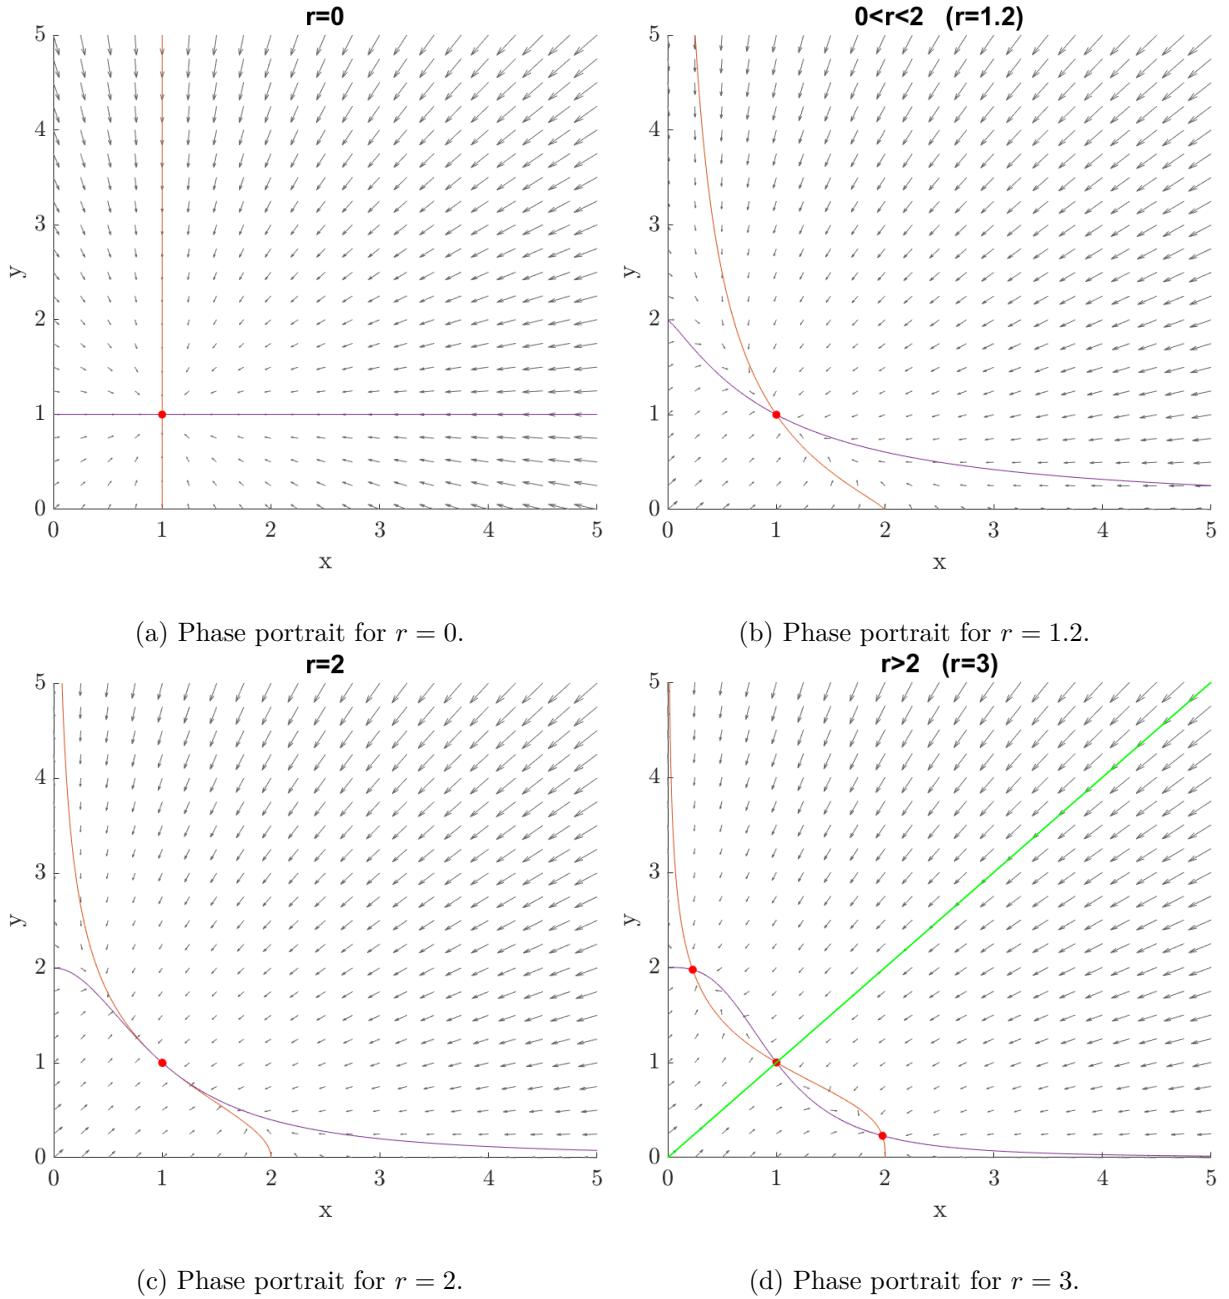 r=0
5
4
3
2
1
0
y
0 1 2 3 4 5
x
0<r<2 (r=1.2)
5
4
3
2
1
0
y
0 1 2 3 4 5
x
(a) Phase portrait for r = 0.
(b) Phase portrait for r = 1.2.
r=2
5
4
3
2
1
0
y
0 1 2 3 4 5
x
r>2 (r=3)
5
4
3
2
1
0
y
0 1 2 3 4 5
x
(c) Phase portrait for r = 2.
(d) Phase portrait for r = 3.